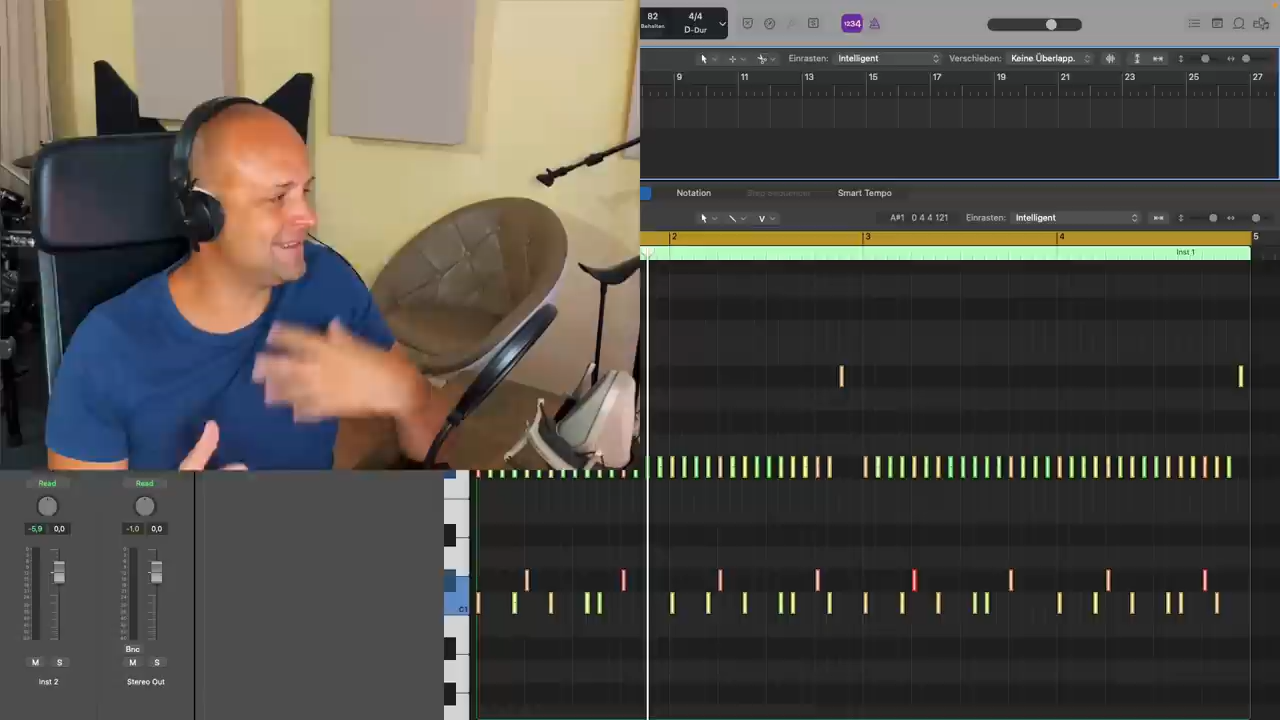 82 4/4
Behalten D-Dur
1234
Einrasten: Intelligent Verschieben: Keine Überlapp.
9 11 13 15 17 19 21 23 25 27
Notation Step Sequencer Smart Tempo
A#1 0 4 4 121 Einrasten: Intelligent
2 3 4 5
Inst 1
Read Read
-5,9 0,0 -1,0 0,0
C1
Bnc
M S M S
Inst 2 Stereo Out